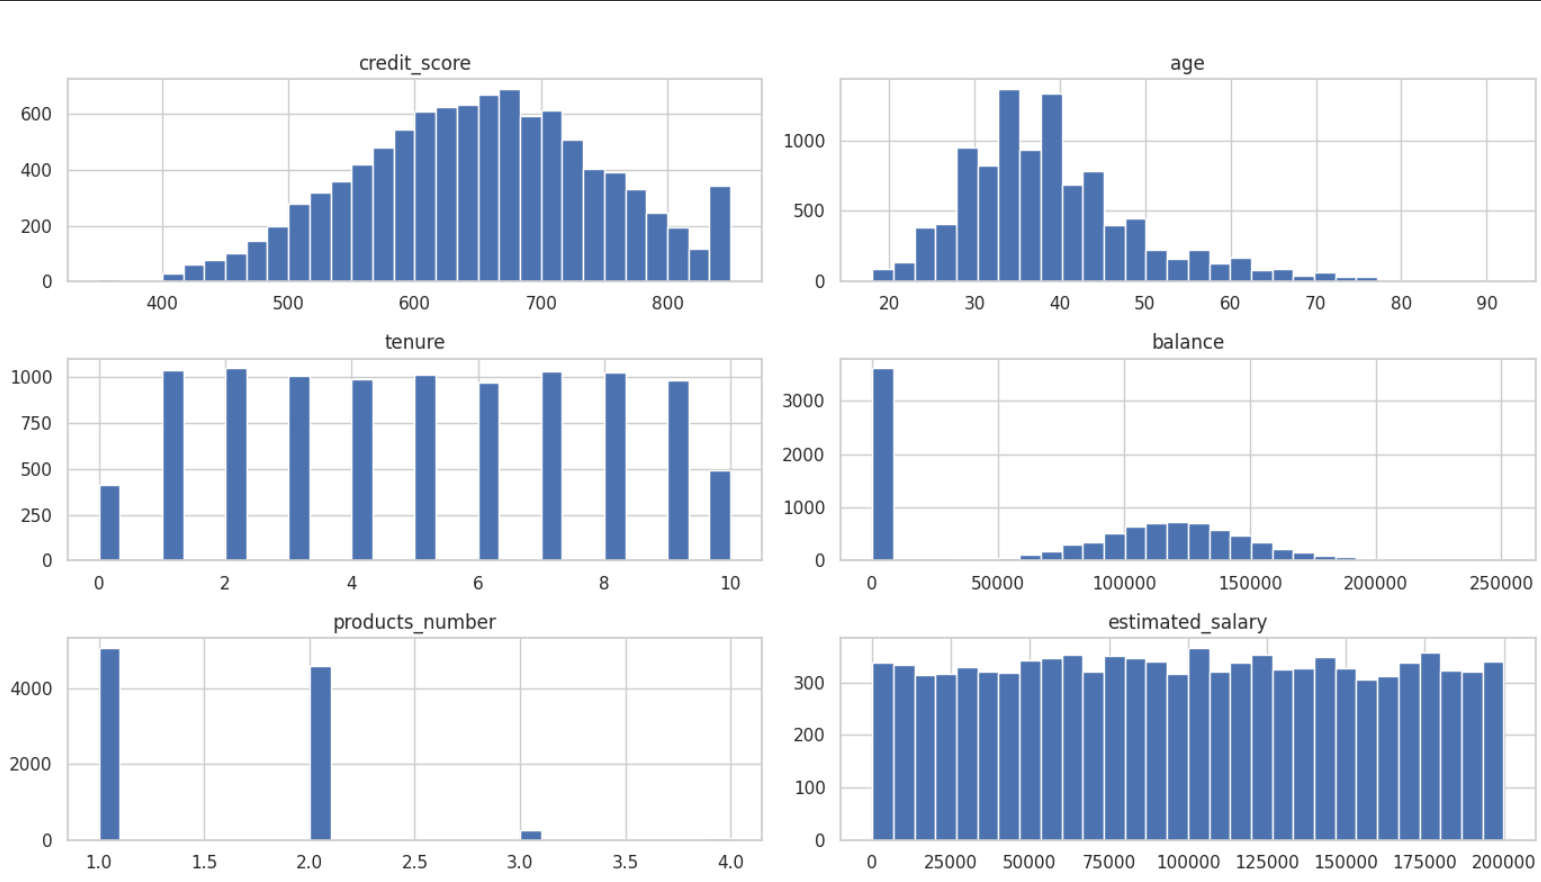 credit_score
600
400
200
0
400 500 600 700 800
age
1000
500
0
20 30 40 50 60 70 80 90
tenure
1000
750
500
250
0
0 2 4 6 8 10
balance
3000
2000
1000
0
0 50000 100000 150000 200000 250000
products_number
4000
2000
0
1.0 1.5 2.0 2.5 3.0 3.5 4.0
estimated_salary
300
200
100
0
0 25000 50000 75000 100000 125000 150000 175000 200000